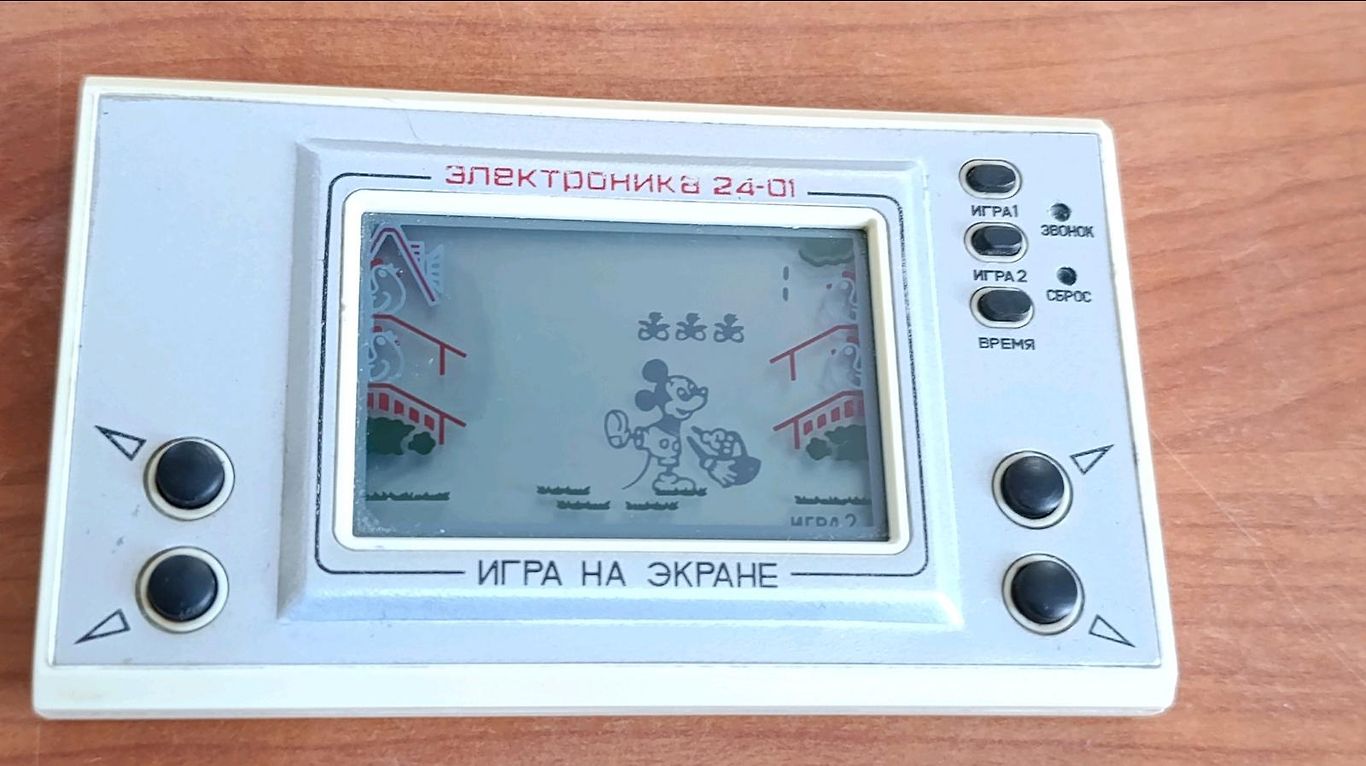 электроника 24-01
ИГРА1
ЗВОНОК
ИГРА 2
СБРОС
ВРЕМЯ
ИГРА 2
ИГРА НА ЭКРАНЕ